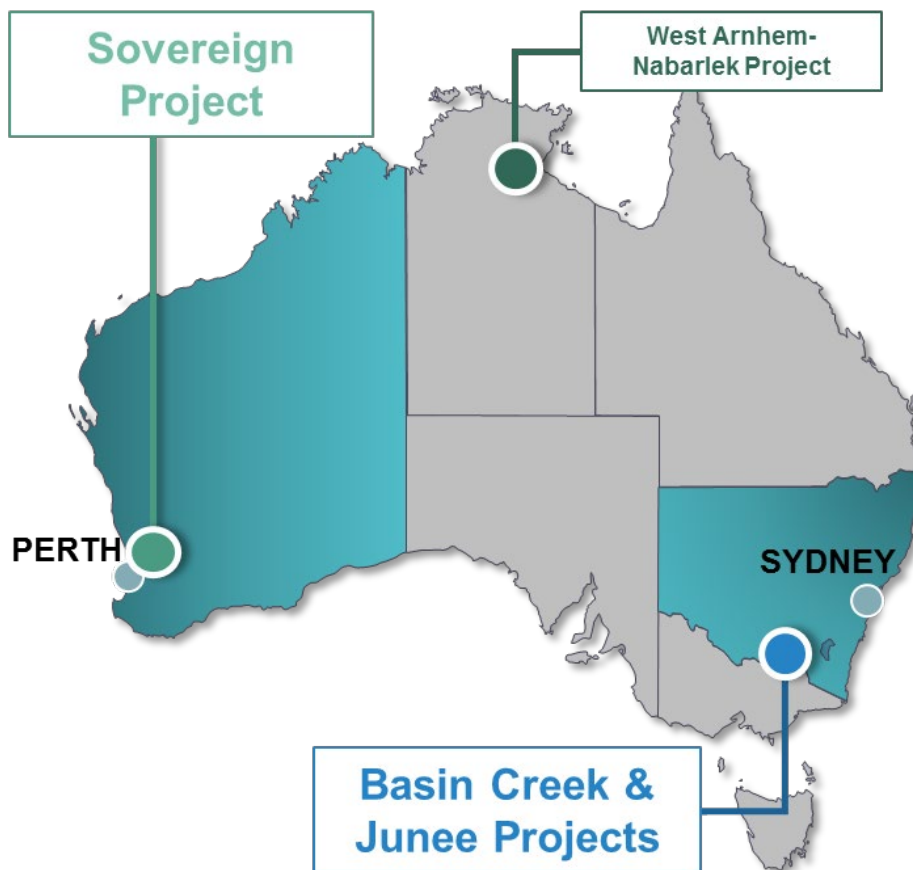 Sovereign
Project
West Arnhem-
Nabarlek Project
PERTH
SYDNEY
Basin Creek &
Junee Projects